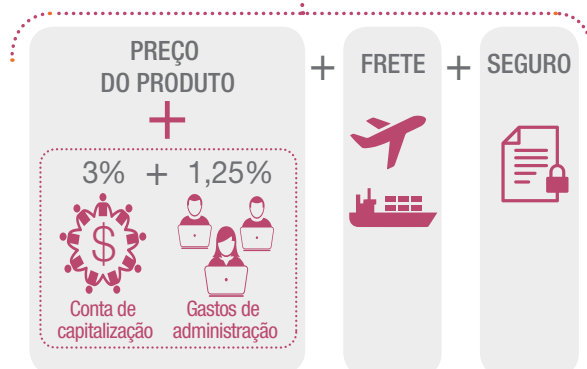 PREÇO
DO PRODUTO
+
3% + 1,25%
$
Conta de
capitalização
Gastos de
administração
+
FRETE
+
SEGURO